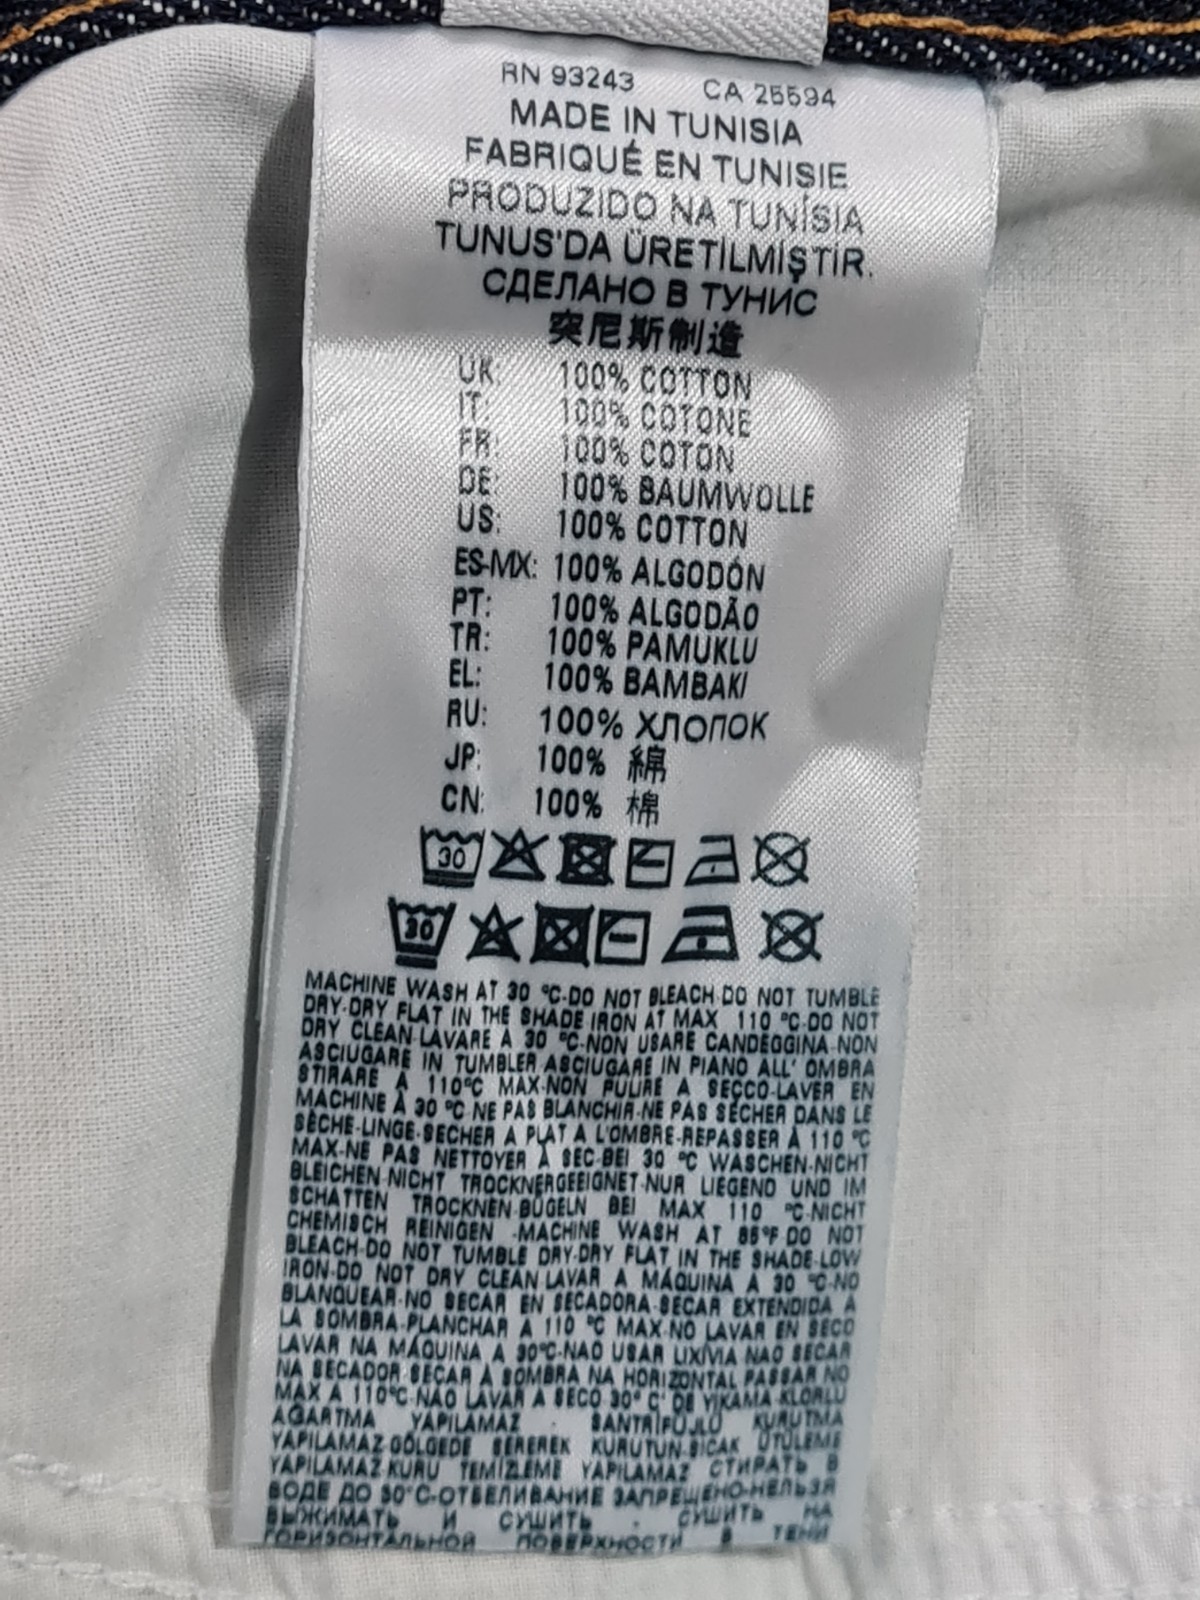 RN 93243 CA 25594
MADE IN TUNISIA
FABRIQUÉ EN TUNISIE
PRODUZIDO NA TUNÍSIA
TUNUS'DA ÜRETİLMİŞTİR.
СДЕЛАНО В ТУНИС
突尼斯制造
UK: 100% COTTON
IT: 100% COTONE
FR: 100% COTON
DE: 100% BAUMWOLLE
US: 100% COTTON
ES-MX: 100% ALGODÓN
PT: 100% ALGODÃO
TR: 100% PAMUKLU
EL: 100% BAMBAKI
RU: 100% ХЛОПОК
JP: 100% 綿
CN: 100% 棉
30
30
MACHINE WASH AT 30 °C-DO NOT BLEACH-DO NOT TUMBLE
DRY-DRY FLAT IN THE SHADE IRON AT MAX 110 °C-DO NOT
DRY CLEAN LAVARE A 30 °C-NON USARE CANDEGGINA-NON
ASCIUGARE IN TUMBLER ASCIUGARE IN PIANO ALL' OMBRA
STIRARE A 110°C MAX-NON PULIRE A SECCO-LAVER EN
MACHINE À 30 °C NE PAS BLANCHIR-NE PAS SÉCHER DANS LE
SÈCHE-LINGE-SECHER A PLAT A L'OMBRE-REPASSER À 110 °C
MAX-NE PAS NETTOYER À SEC-BEI 30 °C WASCHEN-NICHT
BLEICHEN-NICHT TROCKNERGEEIGNET-NUR LIEGEND UND IM
SCHATTEN TROCKNEN-BÜGELN BEI MAX 110 °C-NICHT
CHEMISCH REINIGEN -MACHINE WASH AT 85°F-DO NOT
BLEACH-DO NOT TUMBLE DRY-DRY FLAT IN THE SHADE-LOW
IRON-DO NOT DRY CLEAN LAVAR A MÁQUINA A 30 °C-NO
BLANQUEAR-NO SECAR EN SECADORA-SECAR EXTENDIDA A
LA SOMBRA-PLANCHAR A 110 °C MAX-NO LAVAR EN SECO
LAVAR NA MÁQUINA A 30°C-NAO USAR LIXIVIA NAO SECAR
NA SECADOR SECAR A SOMBRA NA HORIZONTAL PASSAR NO
MAX A 110°C-NAO LAVAR A SECO 30° C' DE YIKAMA-KLORLU
AGARTMA YAPILAMAZ - SANTRİFÜJLÜ KURUTMA
YAPILAMAZ-GÖLGEDE SEREREK KURUTUN-SICAK ÜTÜLEME
YAPILAMAZ-KURU TEMİZLEME YAPILAMAZ СТИРАТЬ В
ВОДЕ ДО 30°C-ОТБЕЛИВАНИЕ ЗАПРЕЩЕНО-НЕЛЬЗЯ
ВЫЖИМАТЬ И СУШИТЬ - СУШИТЬ НА
ГОРИЗОНТАЛЬНОЙ ПОВЕРХНОСТИ В ТЕНИ